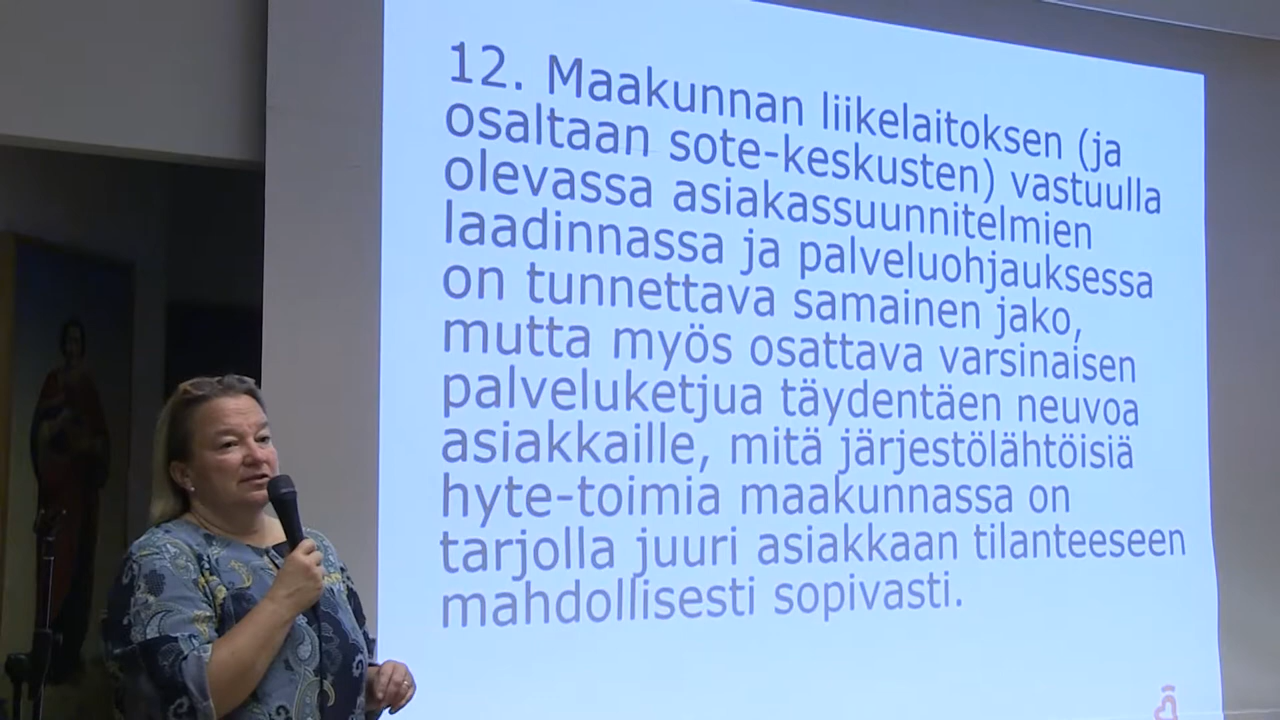 12. Maakunnan liikelaitoksen (ja
osaltaan sote-keskusten) vastuulla
olevassa asiakassuunnitelmien
laadinnassa ja palveluohjauksessa
on tunnettava samainen jako,
mutta myös osattava varsinaisen
palveluketjua täydentäen neuvoa
asiakkaille, mitä järjestölähtöisiä
hyte-toimia maakunnassa on
tarjolla juuri asiakkaan tilanteeseen
mahdollisesti sopivasti.